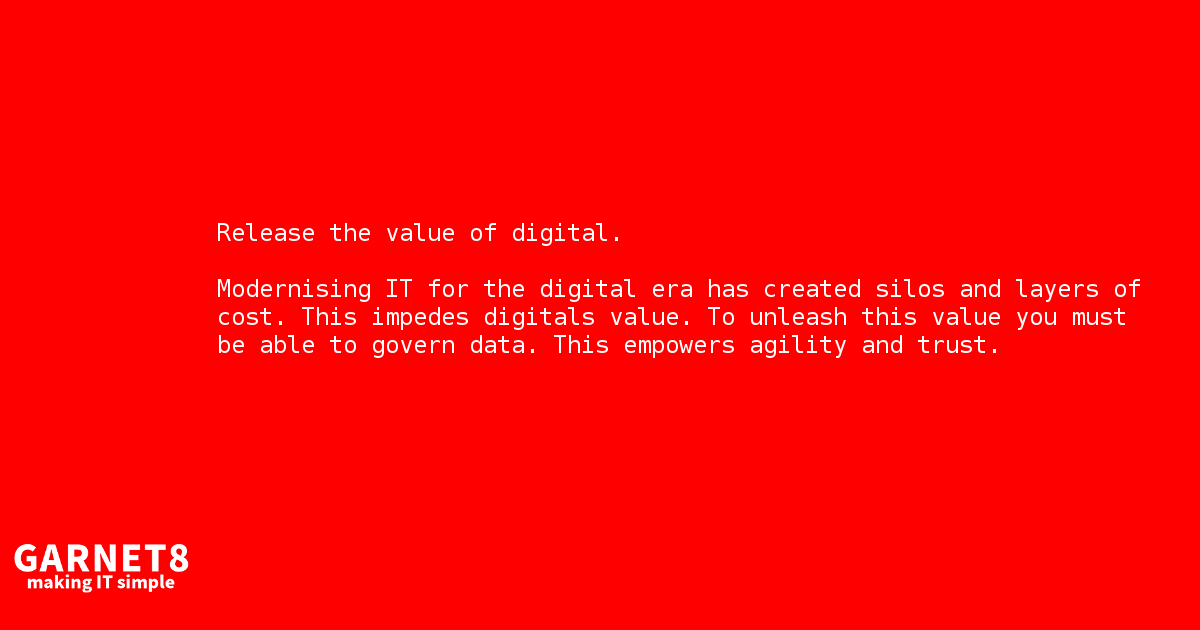 Release the value of digital.
Modernising IT for the digital era has created silos and layers of
cost. This impedes digitals value. To unleash this value you must
be able to govern data. This empowers agility and trust.
GARNET8
making IT simple